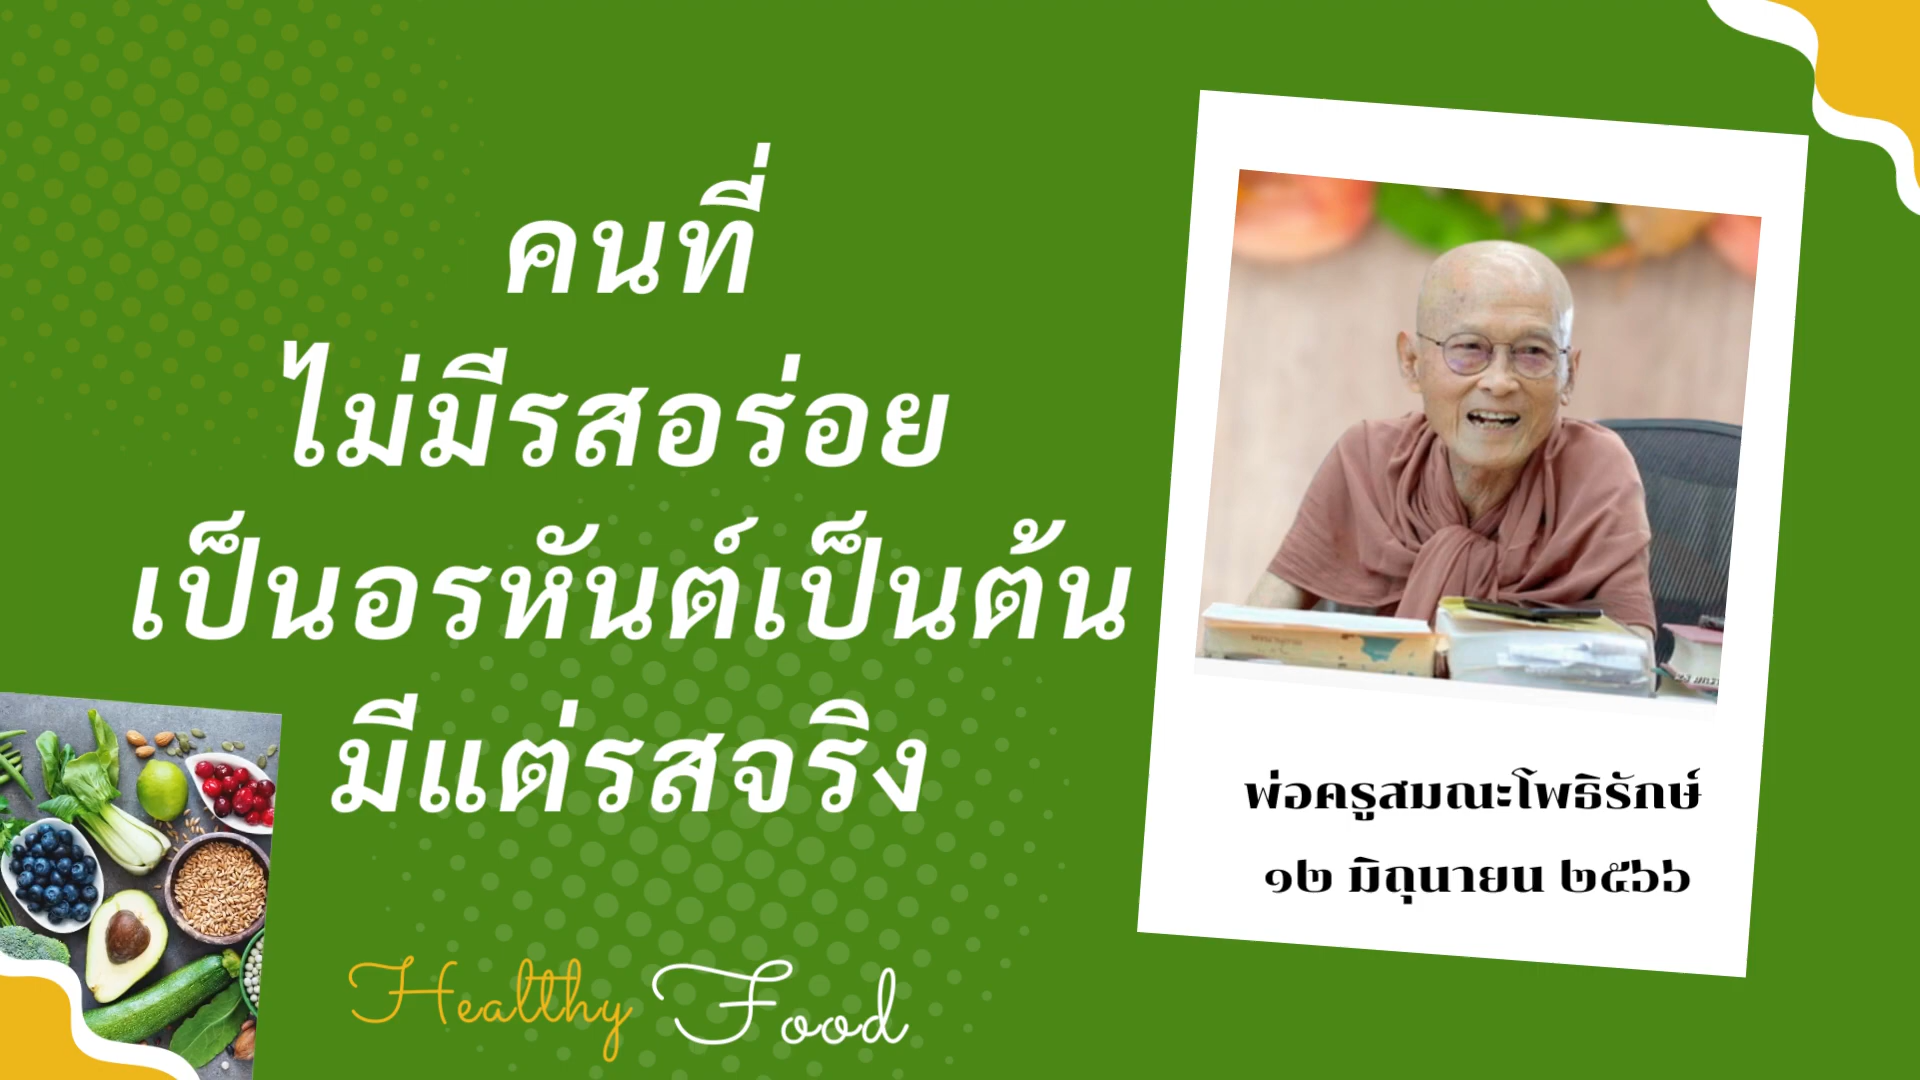 คนที่
ไม่มีรสอร่อย
เป็นอรหันต์เป็นต้น
มีแต่รสจริง
Healthy Food
พ่อครูสมณะโพธิรักษ์
๑๒ มิถุนายน ๒๕๖๖